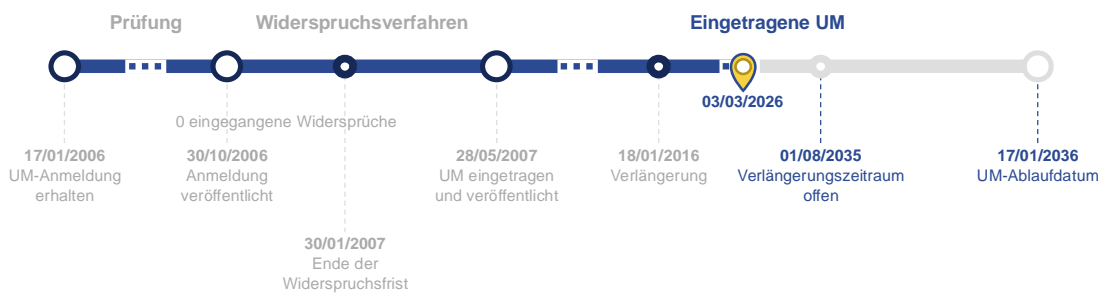 Prüfung
Widerspruchsverfahren
Eingetragene UM
03/03/2026
0 eingegangene Widersprüche
17/01/2006
UM-Anmeldung
erhalten
30/10/2006
Anmeldung
veröffentlicht
28/05/2007
UM eingetragen
und veröffentlicht
18/01/2016
Verlängerung
01/08/2035
Verlängerungszeitraum
offen
17/01/2036
UM-Ablaufdatum
30/01/2007
Ende der
Widerspruchsfrist